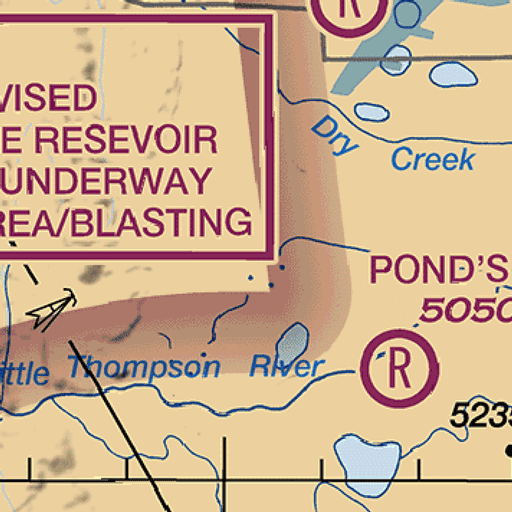 R
VISED
E RESEVOIR
UNDERWAY
REA/BLASTING
Dry Creek
POND'S
5050
R
ttle Thompson River
523